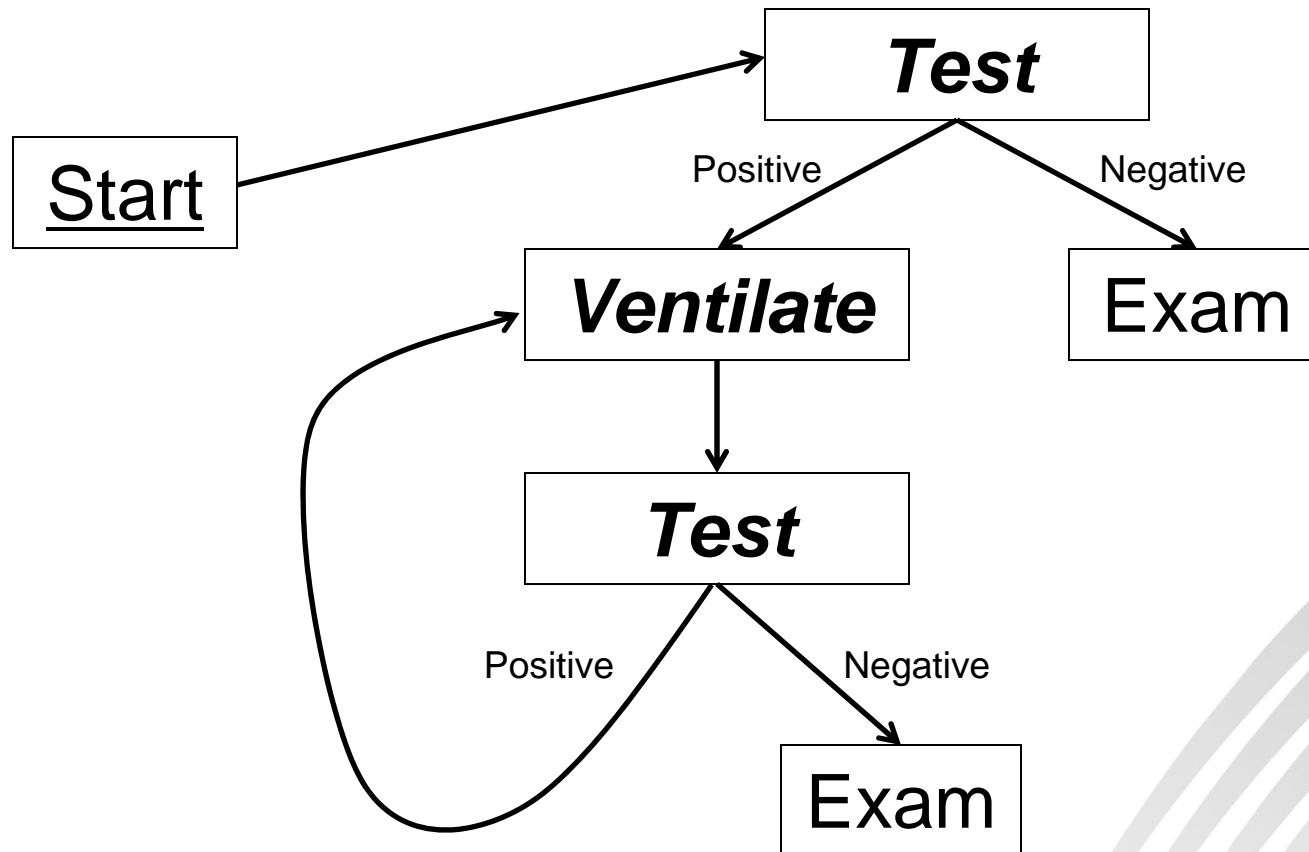 Test
Start
Positive
Negative
Ventilate
Exam
Test
Positive
Negative
Exam